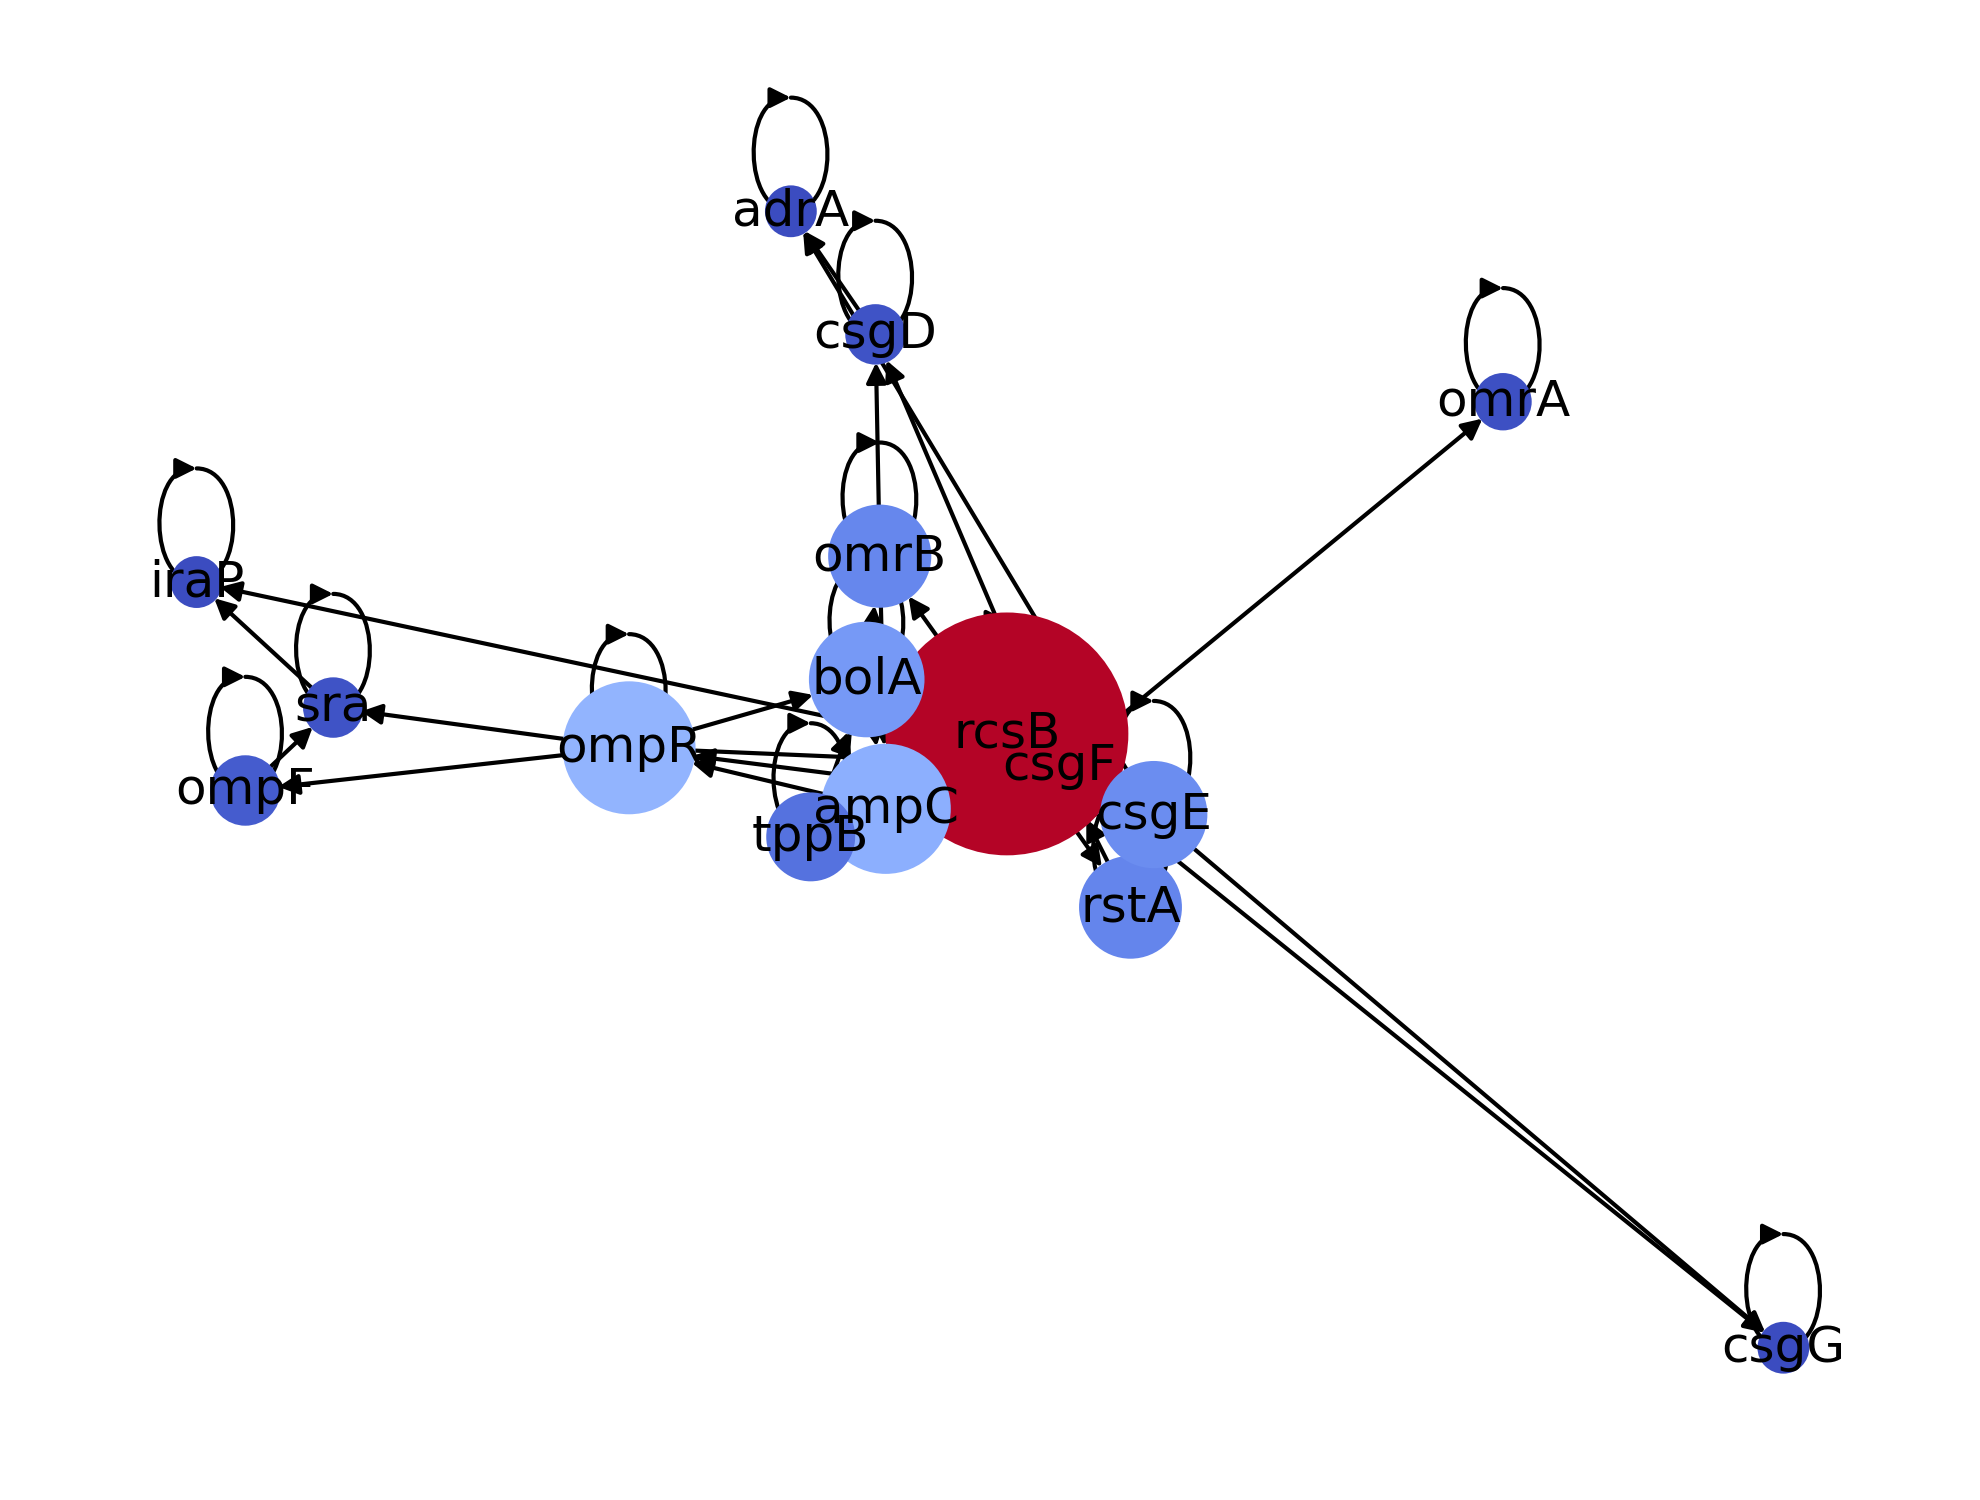 adrA
csgD
omrA
omrB
iraP
bolA
sra
rcsB
ompR
csgF
ompF
ampC
csgE
tppB
rstA
csgG